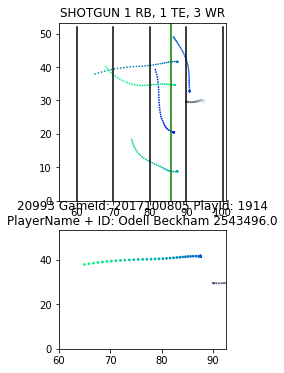 SHOTGUN 1 RB, 1 TE, 3 WR
50
40
30
20
10
0
60 70 80 90 100
20993 GameId: 2017100805 PlayId: 1914
PlayerName + ID: Odell Beckham 2543496.0
40
20
0
60 70 80 90